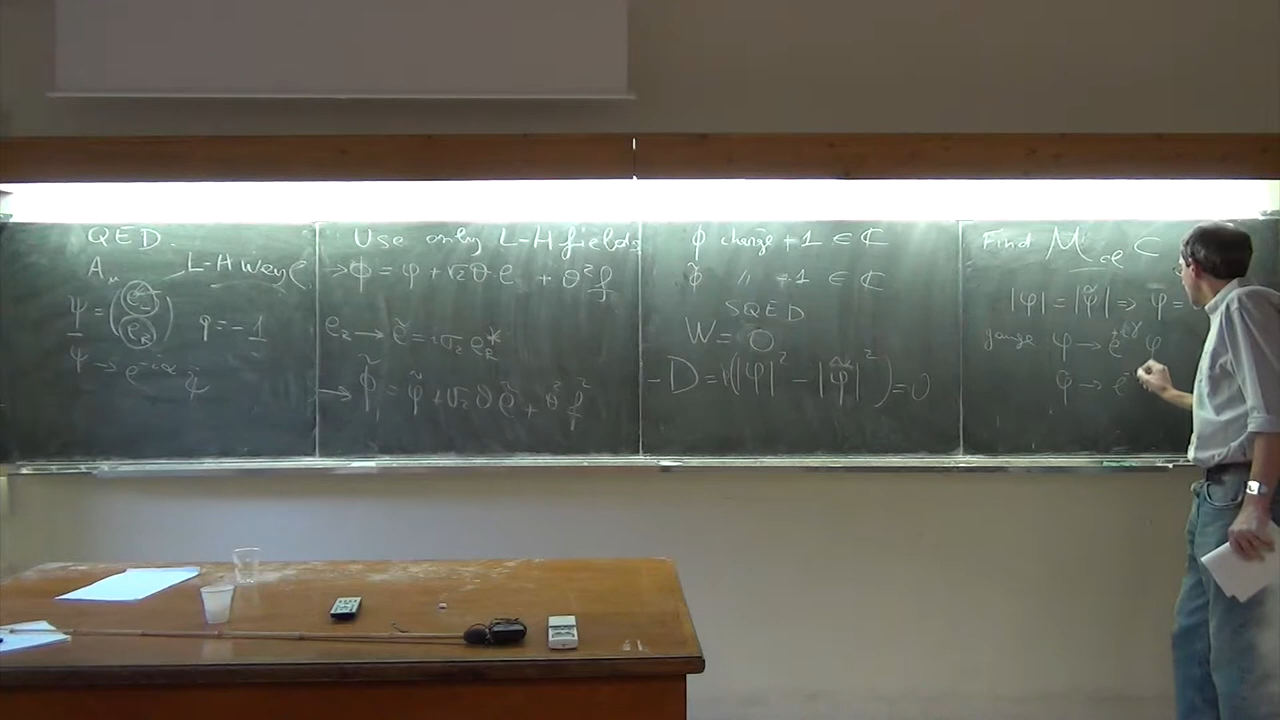 QED
A_μ L-H Weyl
ψ = (e_L
e_R) q = -1
ψ → e^{-iα} ψ
Use only L-H fields
→ Φ = φ + √2 θ e + θ² f
e_R → ẽ = iσ₂ e_R*
→ Φ̃ = φ̃ + √2 θ ẽ + θ² f̃
ϕ charge + 1 ∈ ℂ
ϕ̃ " -1 ∈ ℂ
SQED
W = 0
- D = (|φ|² - |φ̃|²) = 0
Find M_cl C
|φ| = |φ̃| ⇒ φ =
gauge φ → e^{+iγ} φ
φ̃ → e